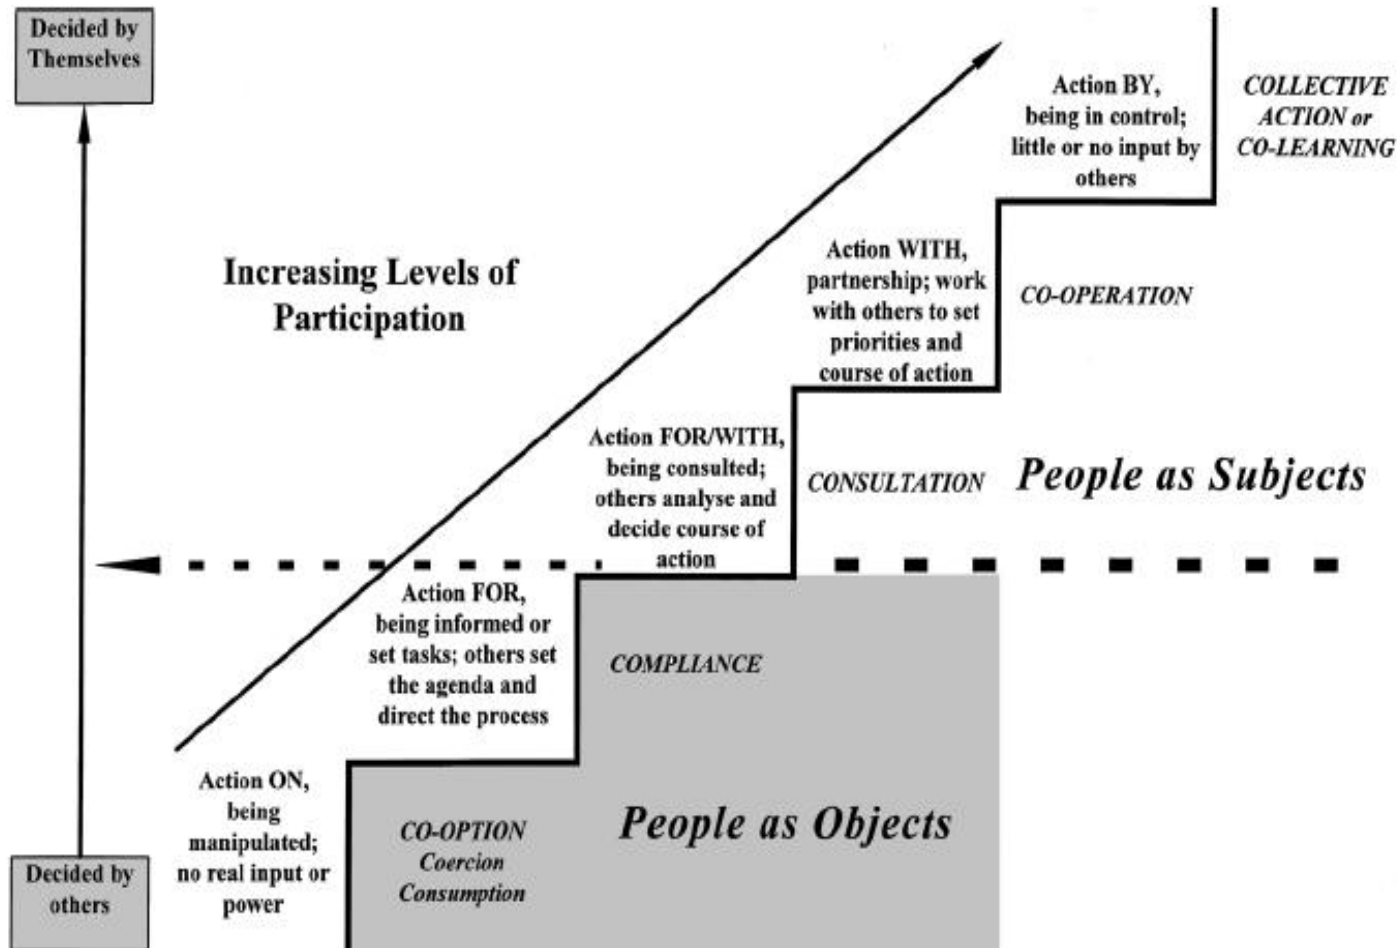 Decided by
Themselves
Action BY,
being in control;
little or no input by
others
COLLECTIVE
ACTION or
CO-LEARNING
Increasing Levels of
Participation
Action WITH,
partnership; work
with others to set
priorities and
course of action
CO-OPERATION
Action FOR/WITH,
being consulted;
others analyse and
decide course of
action
CONSULTATION
People as Subjects
Action FOR,
being informed or
set tasks; others set
the agenda and
direct the process
COMPLIANCE
Action ON,
being
manipulated;
no real input or
power
CO-OPTION
Coercion
Consumption
People as Objects
Decided by
others